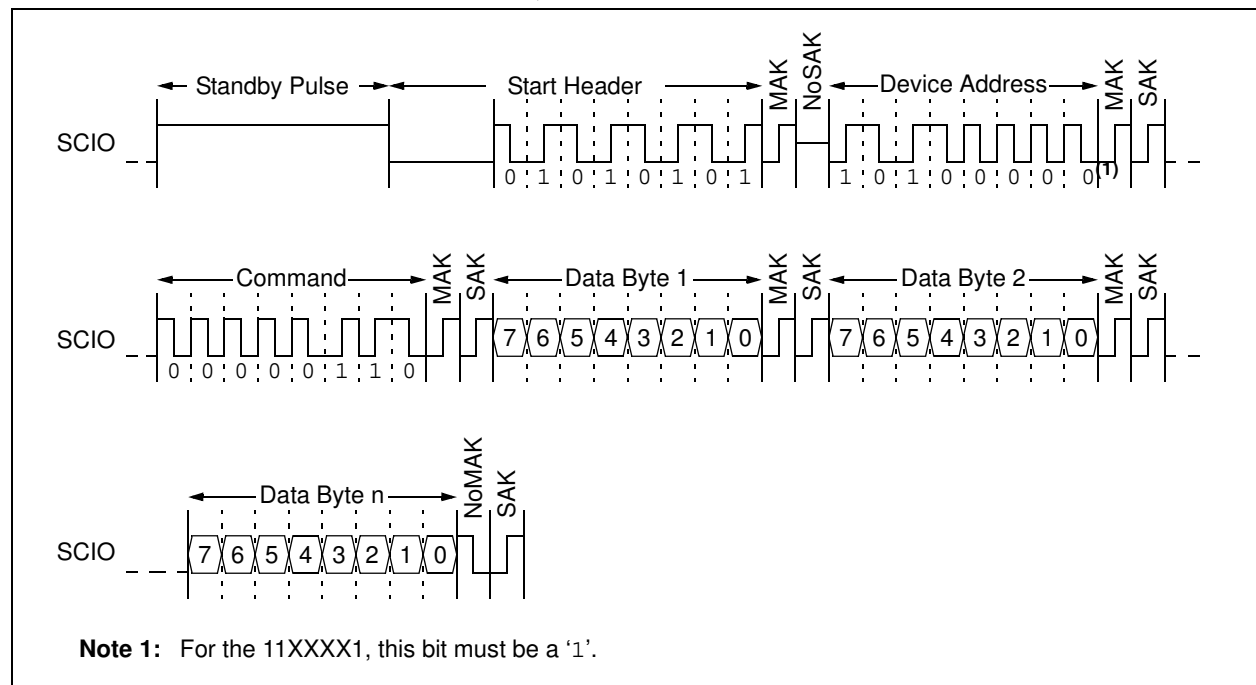 Standby Pulse Start Header MAK NoSAK Device Address MAK SAK
SCIO
0 1 0 1 0 1 0 1 1 0 1 0 0 0 0 0(1)
Command MAK SAK Data Byte 1 MAK SAK Data Byte 2 MAK SAK
SCIO 7 6 5 4 3 2 1 0 7 6 5 4 3 2 1 0
0 0 0 0 0 1 1 0
Data Byte n NoMAK SAK
SCIO 7 6 5 4 3 2 1 0
Note 1: For the 11XXXX1, this bit must be a ‘1’.